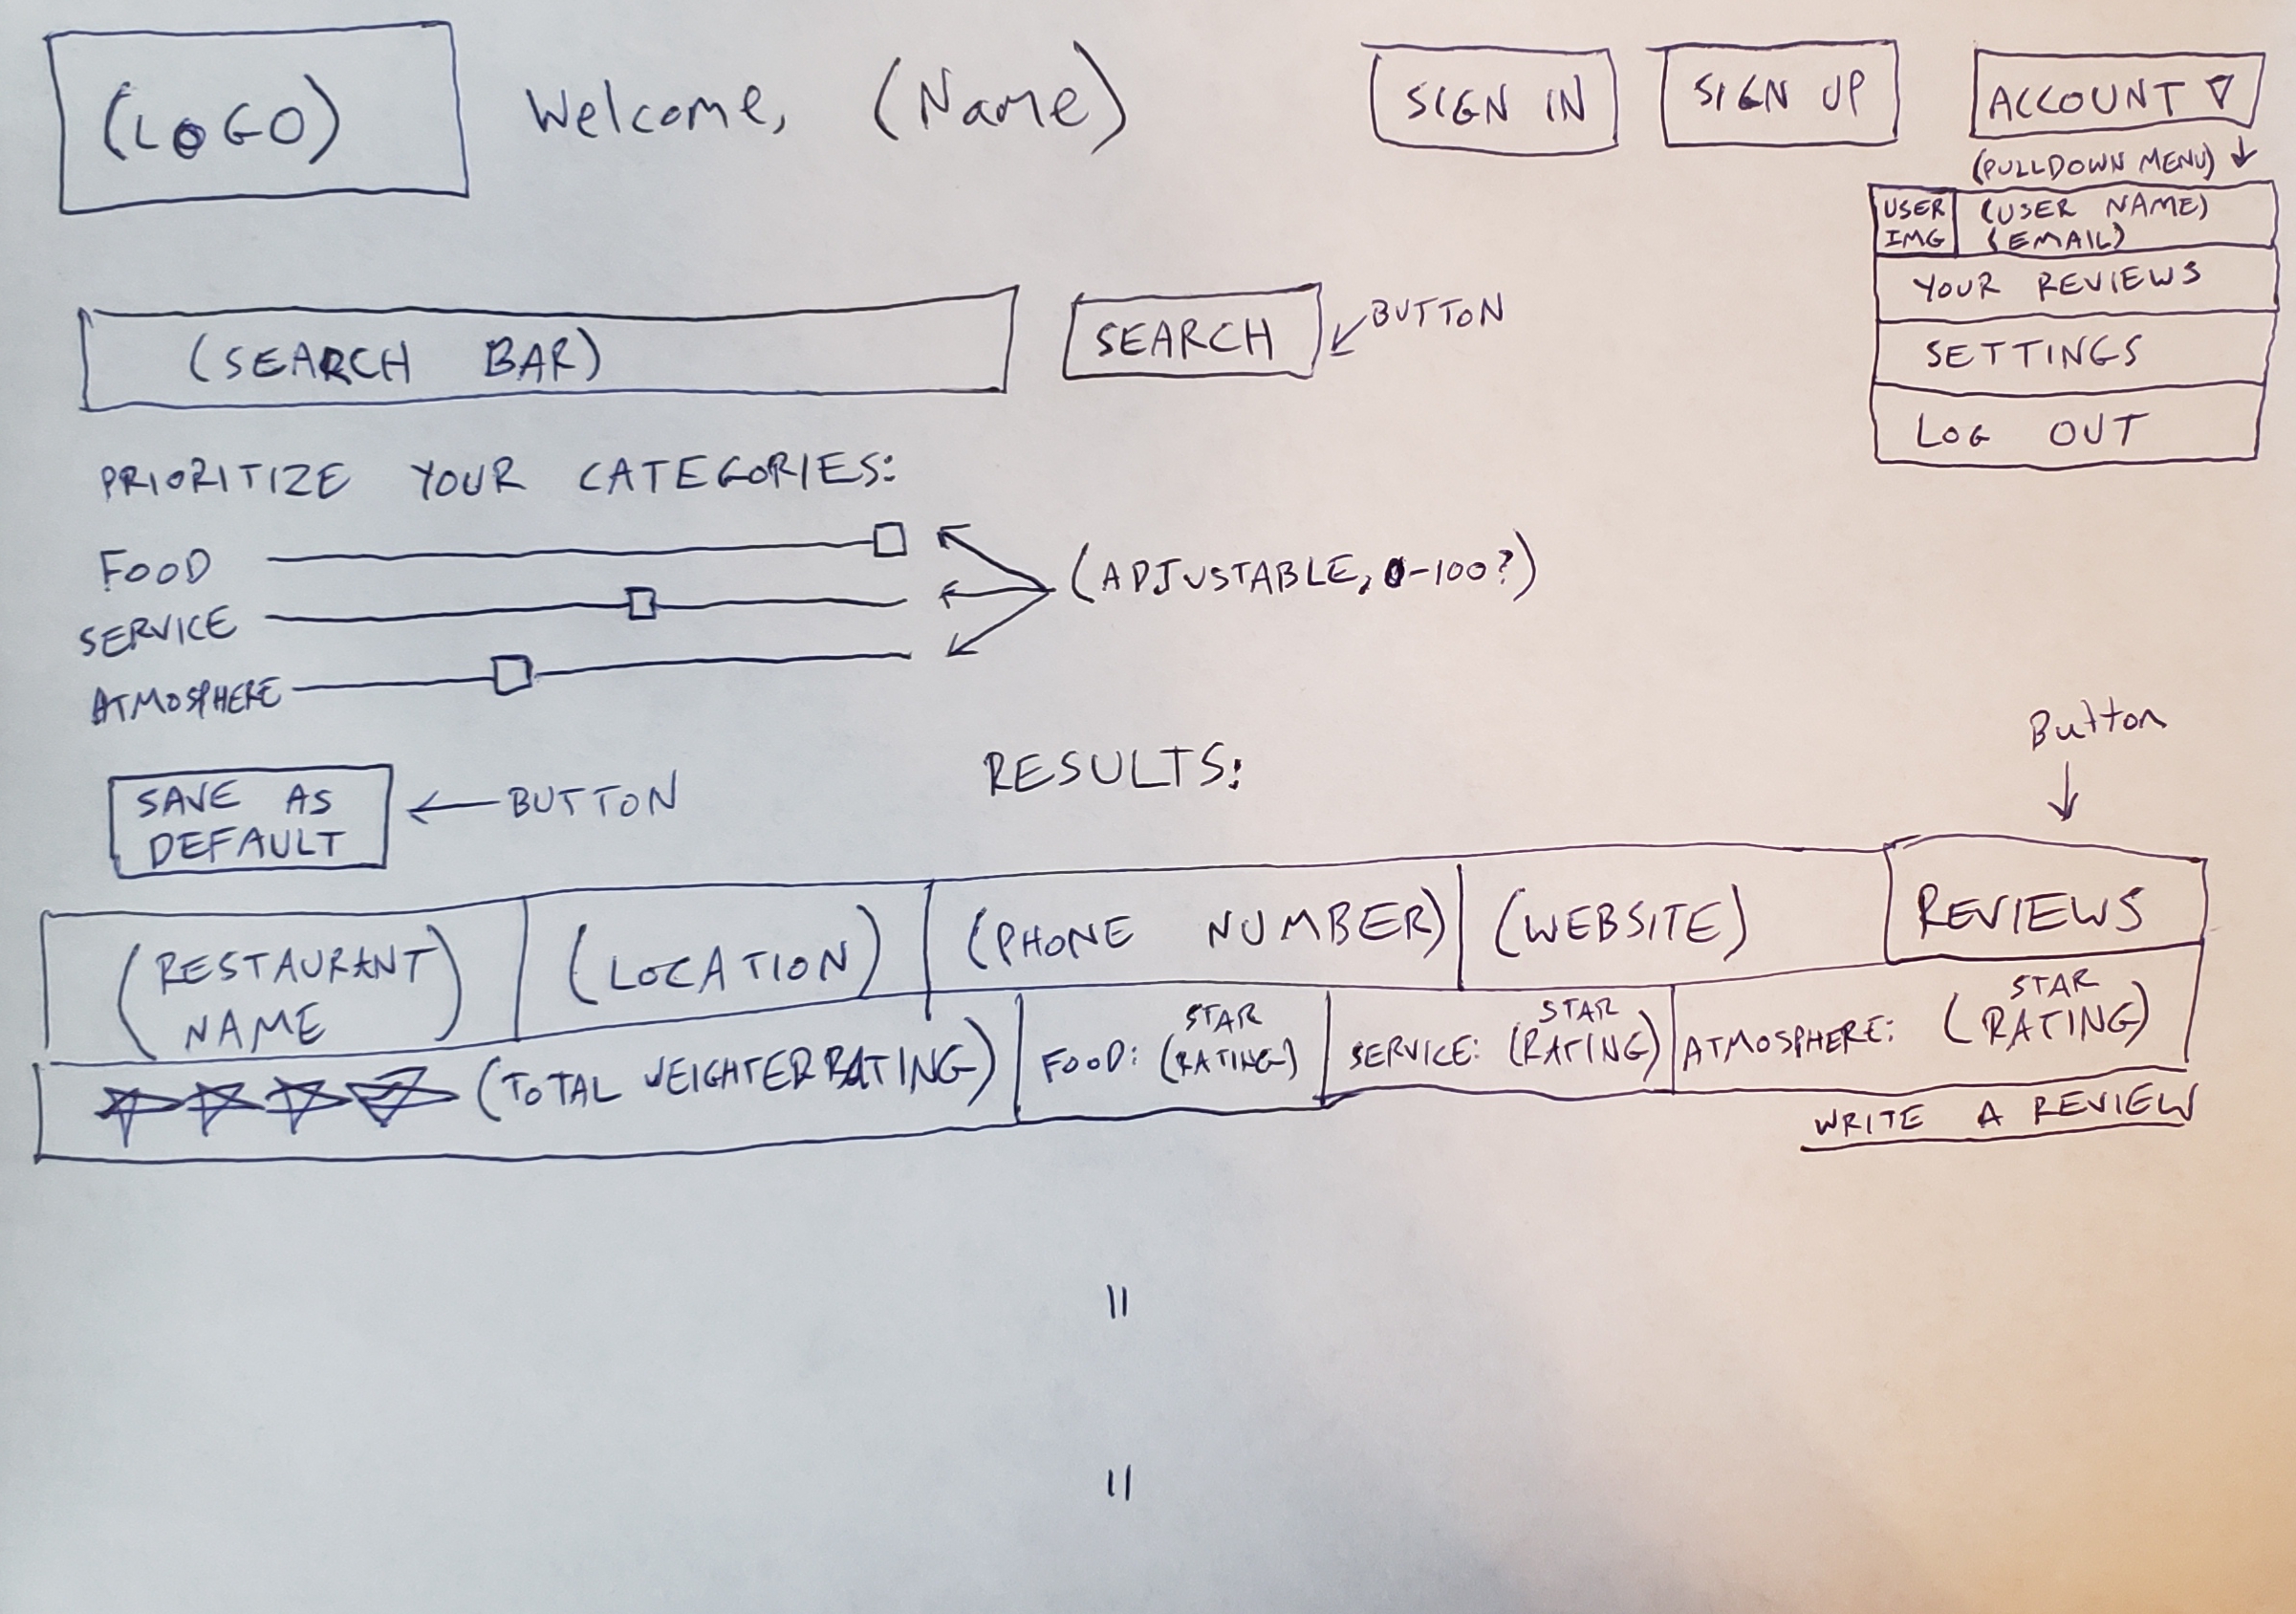 (LOGO)
Welcome, (Name)
SIGN IN
SIGN UP
ACCOUNT
(PULLDOWN MENU)
USER
IMG
(USER NAME)
(EMAIL)
YOUR REVIEWS
SETTINGS
LOG OUT
(SEARCH BAR)
SEARCH
BUTTON
PRIORITIZE YOUR CATEGORIES:
FOOD
SERVICE
ATMOSPHERE
(ADJUSTABLE, 0-100?)
SAVE AS
DEFAULT
BUTTON
RESULTS:
Button
(RESTAURANT
NAME)
(LOCATION)
(PHONE NUMBER)
(WEBSITE)
REVIEWS
(TOTAL WEIGHTER RATING)
FOOD: (STAR
RATING)
SERVICE: (STAR
RATING)
ATMOSPHERE: (STAR
RATING)
WRITE A REVIEW
"
"